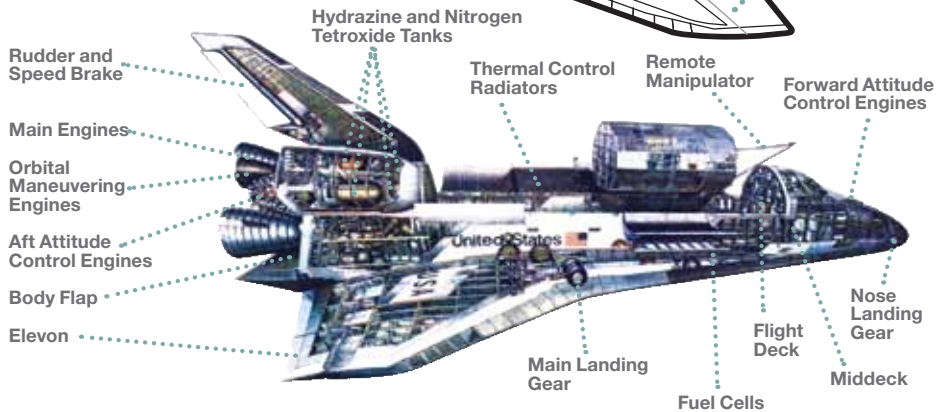 Hydrazine and Nitrogen
Tetroxide Tanks
Rudder and
Speed Brake
Thermal Control
Radiators
Remote
Manipulator
Forward Attitude
Control Engines
Main Engines
Orbital
Maneuvering
Engines
Aft Attitude
Control Engines
United States
Body Flap
Elevon
Main Landing
Gear
Fuel Cells
Flight
Deck
Middeck
Nose
Landing
Gear